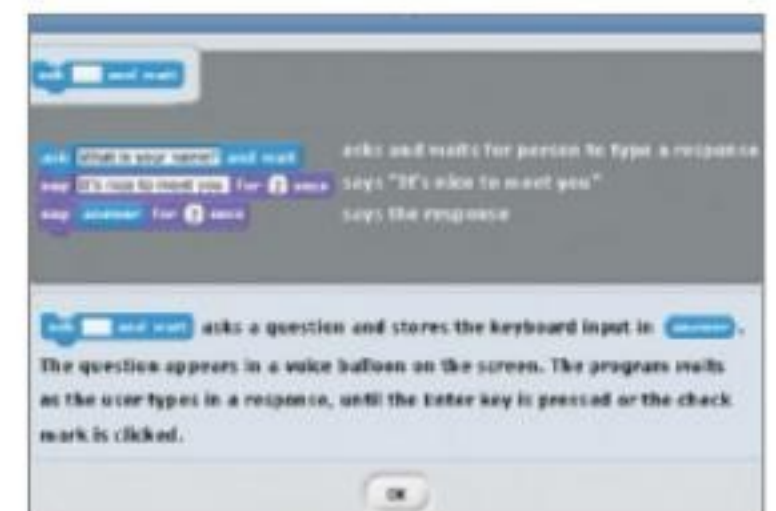 ask and wait
ask What is your name? and wait asks and waits for person to type a response
say It's nice to meet you for 2 secs says "It's nice to meet you"
say answer for 2 secs says the response
ask and wait asks a question and stores the keyboard input in answer.
The question appears in a voice balloon on the screen. The program waits
as the user types in a response, until the Enter key is pressed or the check
mark is clicked.
OK